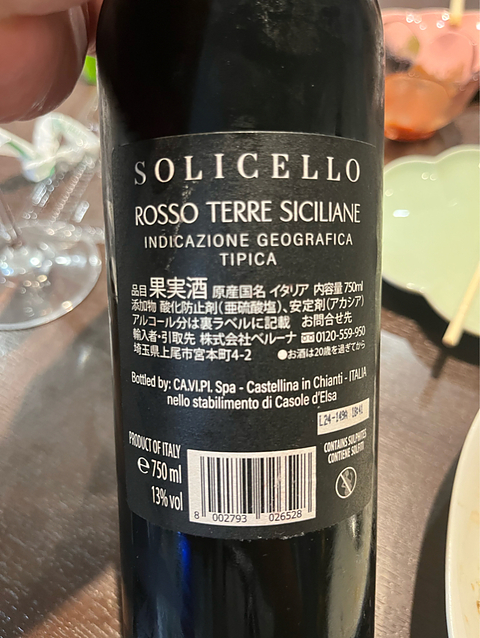 SOLICELLO
ROSSO TERRE SICILIANE
INDICAZIONE GEOGRAFICA
TIPICA
品目 果実酒 原産国名 イタリア 内容量 750ml
添加物 酸化防止剤（亜硫酸塩）、安定剤（アカシア）
アルコール分は裏ラベルに記載 お問合せ先
輸入者・引取先 株式会社ベルーナ 0120-559-950
埼玉県上尾市宮本町4-2 ●お酒は20歳を過ぎてから
Bottled by: CA.VI.PI. Spa - Castellina in Chianti - ITALIA
nello stabilimento di Casole d'Elsa
L24-149A 18:41
PRODUCT OF ITALY
e 750 ml
13% vol
8 002793 026528
CONTAINS SULPHITES
CONTIENE SOLFITI